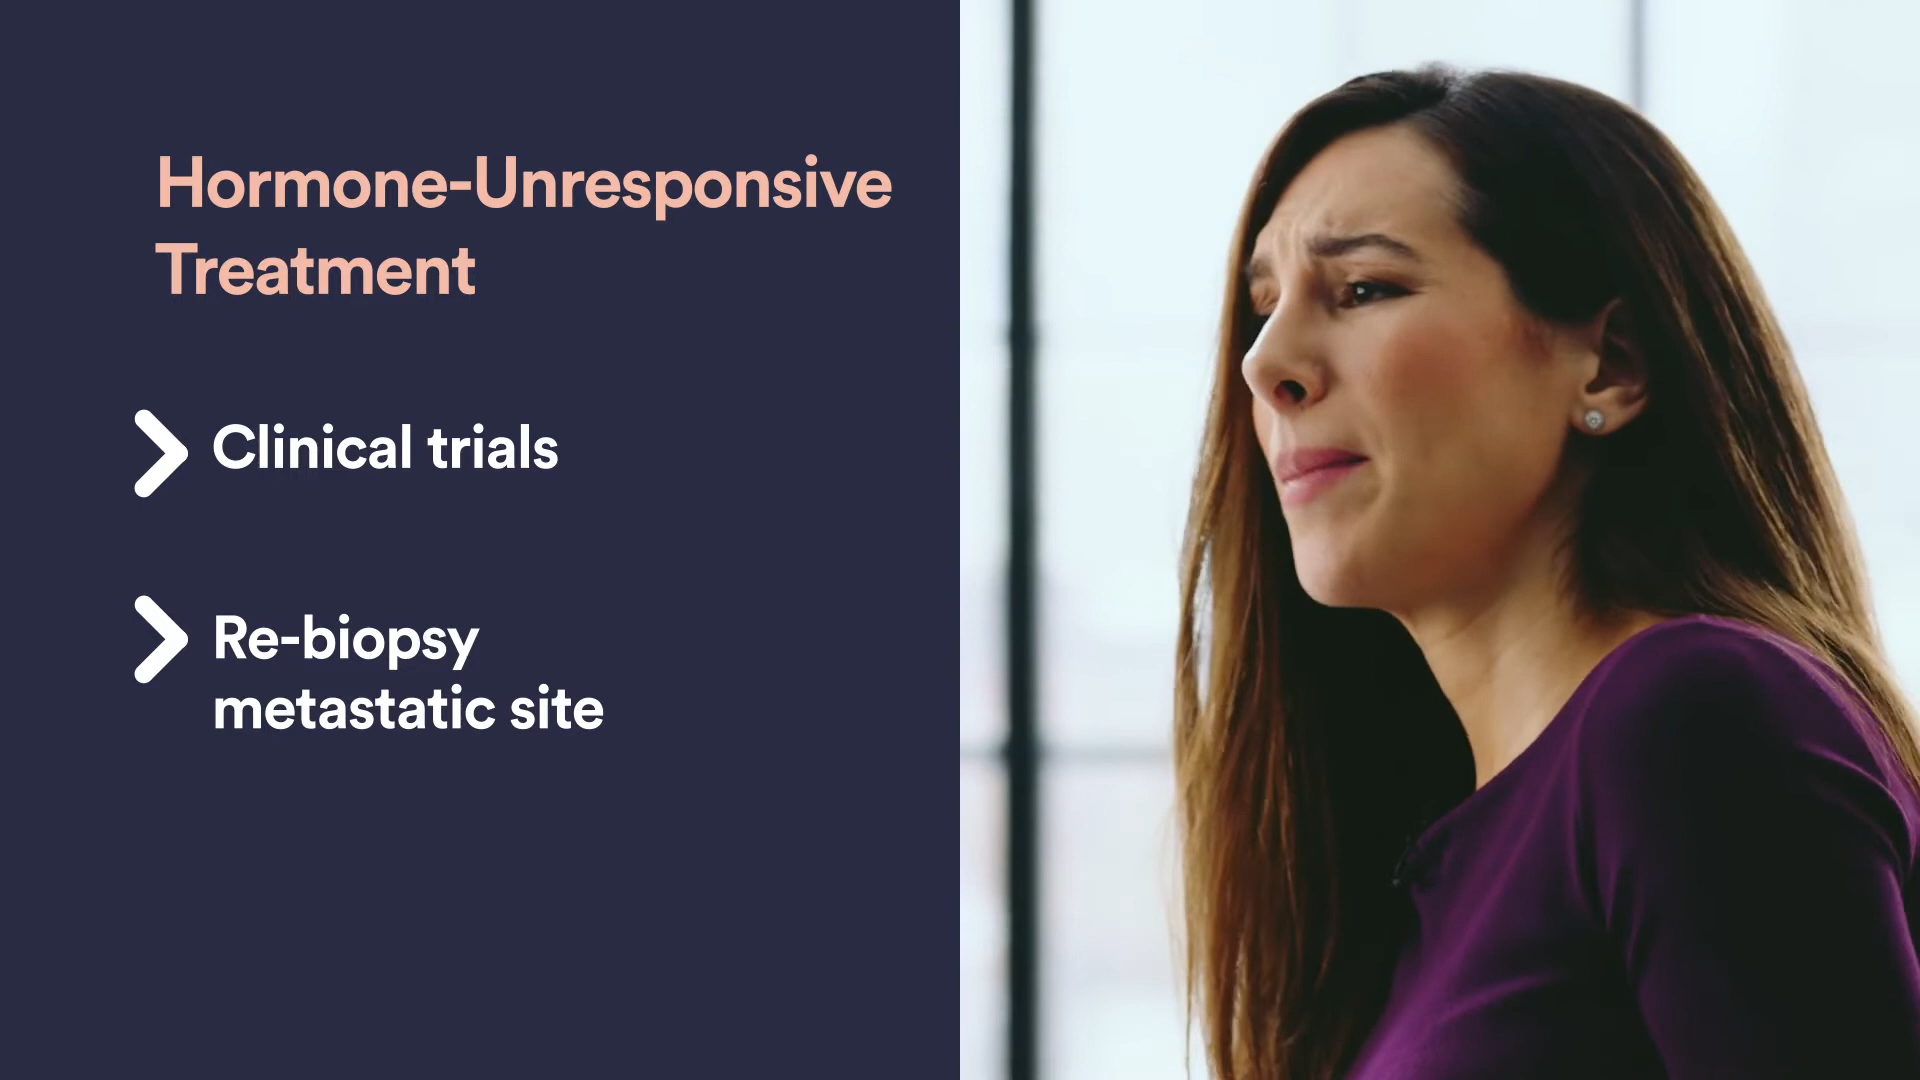 Hormone-Unresponsive
Treatment
Clinical trials
Re-biopsy
metastatic site